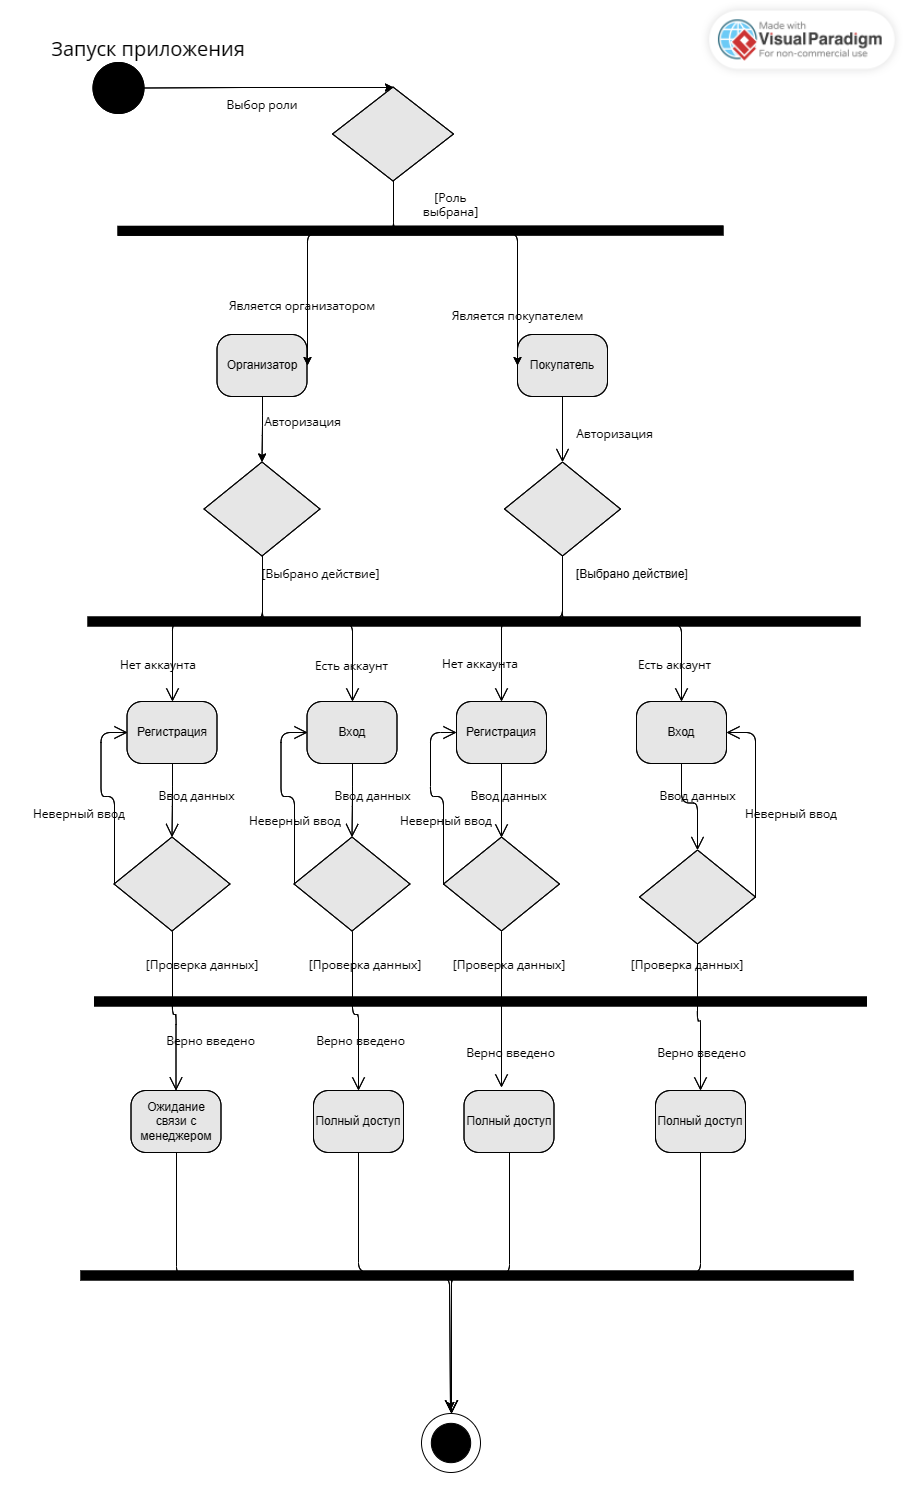 Made with
VisualParadigm
For non-commercial use
Запуск приложения
Выбор роли
[Роль
выбрана]
Является организатором
Является покупателем
Организатор
Покупатель
Авторизация
Авторизация
[Выбрано действие]
[Выбрано действие]
Нет аккаунта
Есть аккаунт
Нет аккаунта
Есть аккаунт
Регистрация
Вход
Регистрация
Вход
Ввод данных
Ввод данных
Ввод данных
Ввод данных
Неверный ввод
Неверный ввод
Неверный ввод
Неверный ввод
[Проверка данных]
[Проверка данных]
[Проверка данных]
[Проверка данных]
Верно введено
Верно введено
Верно введено
Верно введено
Ожидание
связи с
менеджером
Полный доступ
Полный доступ
Полный доступ